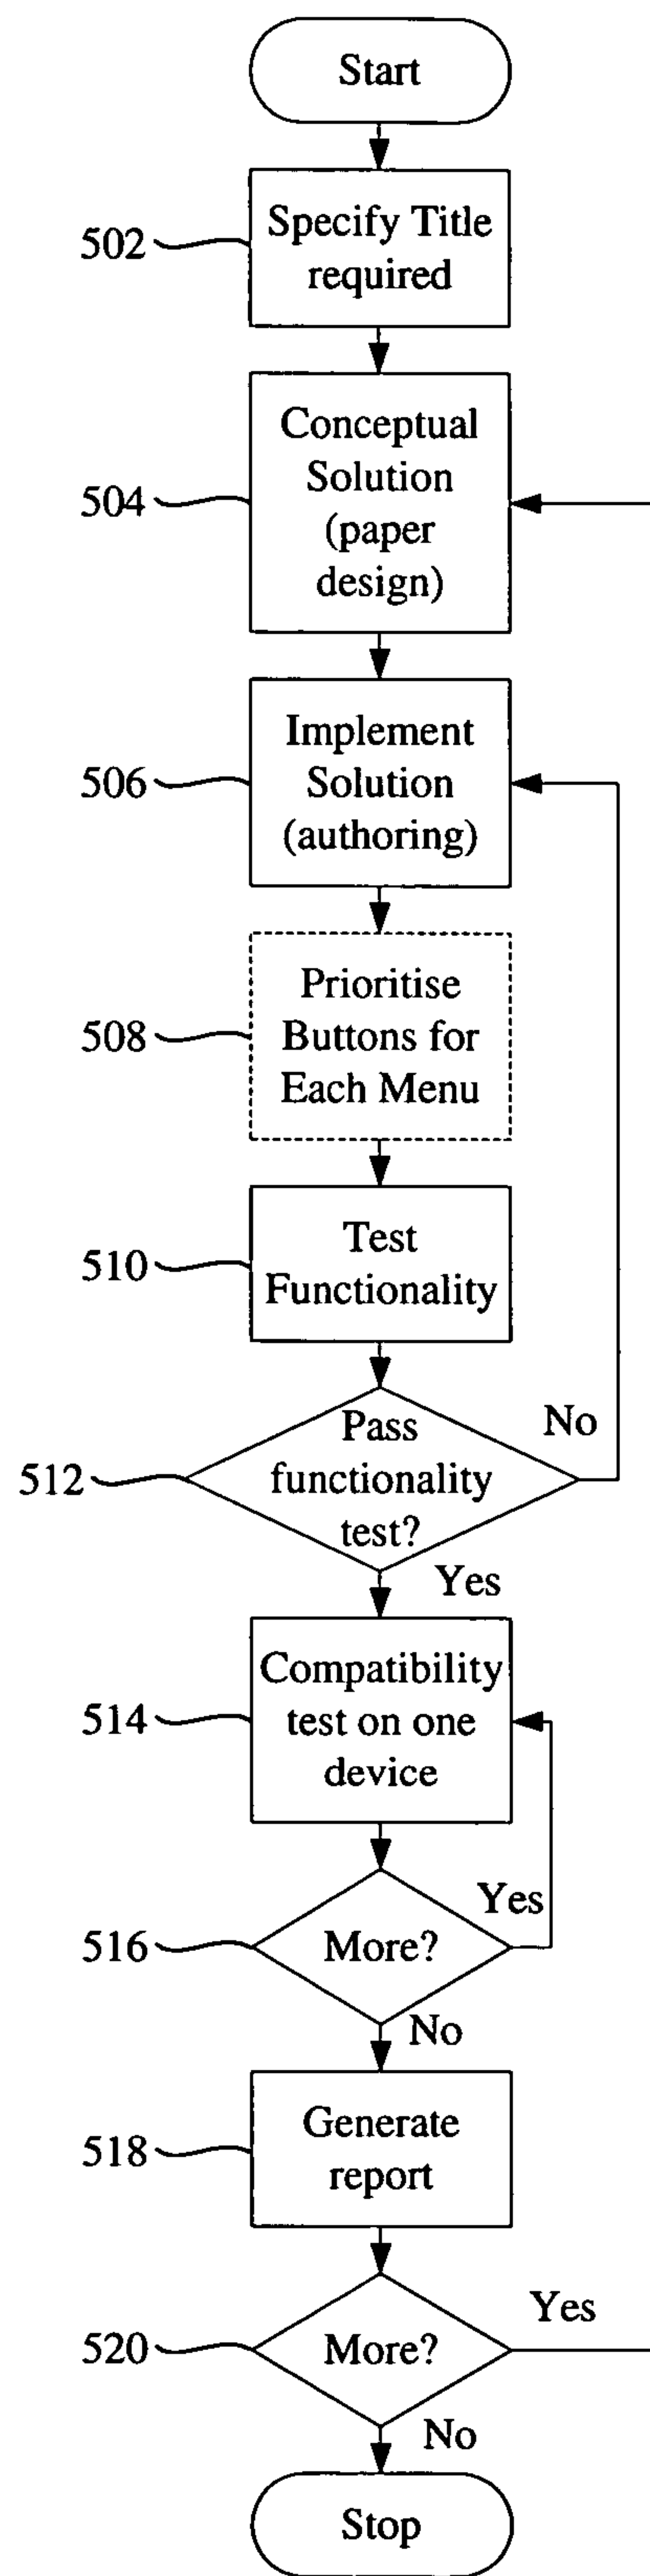 Start
502
Specify Title
required
504
Conceptual
Solution
(paper
design)
506
Implement
Solution
(authoring)
508
Prioritise
Buttons for
Each Menu
510
Test
Functionality
512
Pass
functionality
test?
No
Yes
514
Compatibility
test on one
device
516
More?
Yes
No
518
Generate
report
520
More?
Yes
No
Stop